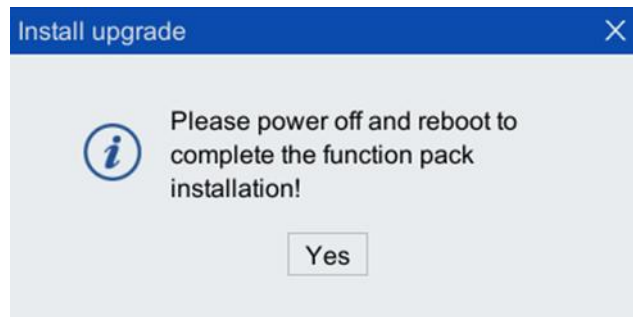 Install upgrade
Please power off and reboot to
complete the function pack
installation!
Yes